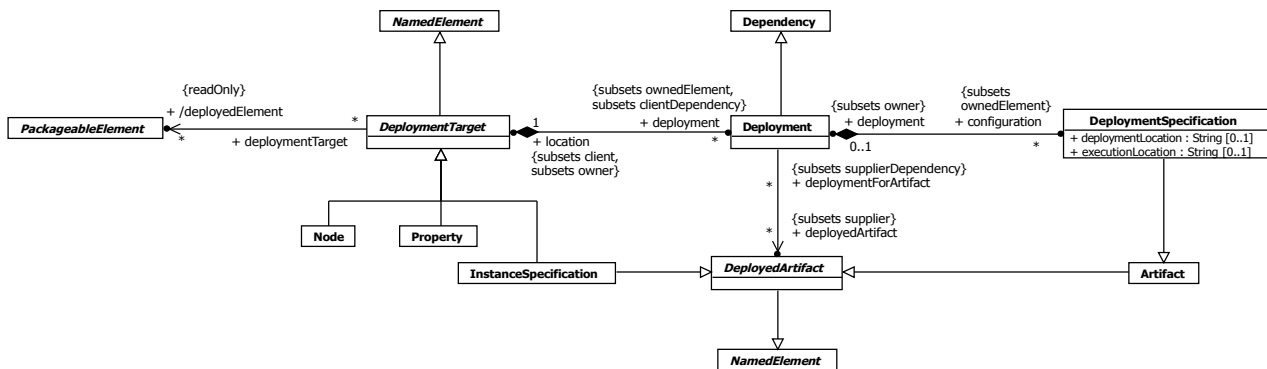 NamedElement
Dependency
{readOnly}
+ /deployedElement
*
PackageableElement
*
+ deploymentTarget
DeploymentTarget
1
+ location
{subsets client,
subsets owner}
{subsets ownedElement,
subsets clientDependency}
+ deployment
*
Deployment
{subsets owner}
+ deployment
0..1
{subsets
ownedElement}
+ configuration
*
DeploymentSpecification
+ deploymentLocation : String [0..1]
+ executionLocation : String [0..1]
{subsets supplierDependency}
* + deploymentForArtifact
{subsets supplier}
* + deployedArtifact
Node
Property
InstanceSpecification
DeployedArtifact
Artifact
NamedElement